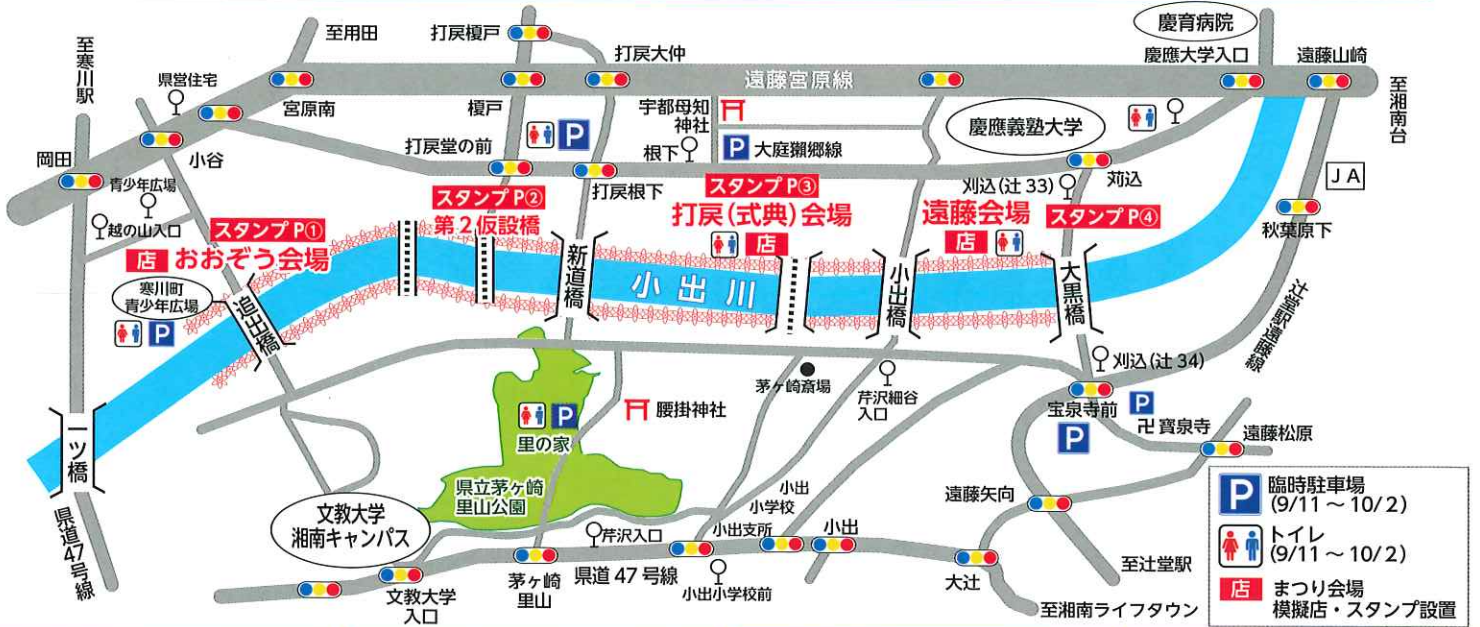 至寒川駅
至用田
県営住宅
宮原南
小谷
岡田
青少年広場
越の山入口
打戻榎戸
打戻大仲
榎戸
遠藤宮原線
慶育病院
慶應大学入口
遠藤山崎
至湘南台
宇都母知
神社
慶應義塾大学
打戻堂の前
P
根下
P
大庭獺郷線
打戻根下
刈込(辻33)
苅込
JA
秋葉原下
スタンプP①
店 おおぞう会場
スタンプP②
第2仮設橋
スタンプP③
打戻(式典)会場
店
遠藤会場
店
スタンプP④
寒川町
青少年広場
P
追出橋
新道橋
小出川
小出橋
大黒橋
辻堂駅遠藤線
一ツ橋
県道47号線
茅ヶ崎斎場
芹沢細谷
入口
刈込(辻34)
宝泉寺前
P
P
卍寶泉寺
遠藤松原
P
里の家
腰掛神社
県立茅ヶ崎
里山公園
文教大学
湘南キャンパス
文教大学
入口
茅ヶ崎
里山
芹沢入口
県道47号線
小出支所
小出
小学校
小出
小出小学校前
大辻
遠藤矢向
至辻堂駅
至湘南ライフタウン
P 臨時駐車場
(9/11〜10/2)
トイレ
(9/11〜10/2)
店 まつり会場
模擬店・スタンプ設置